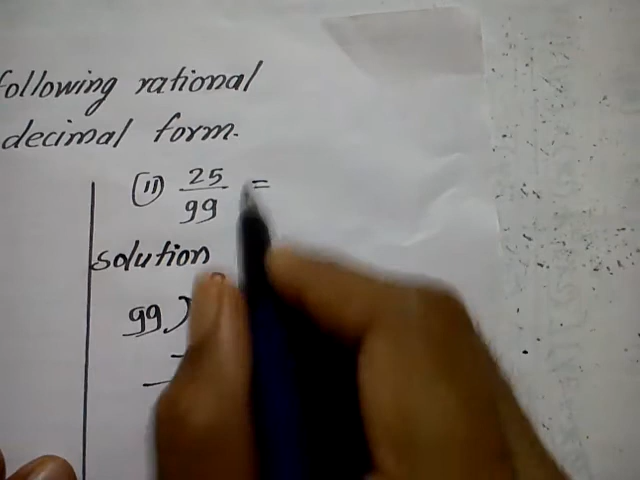 following rational
decimal form.
(ii) 25/99 =
solution
99)